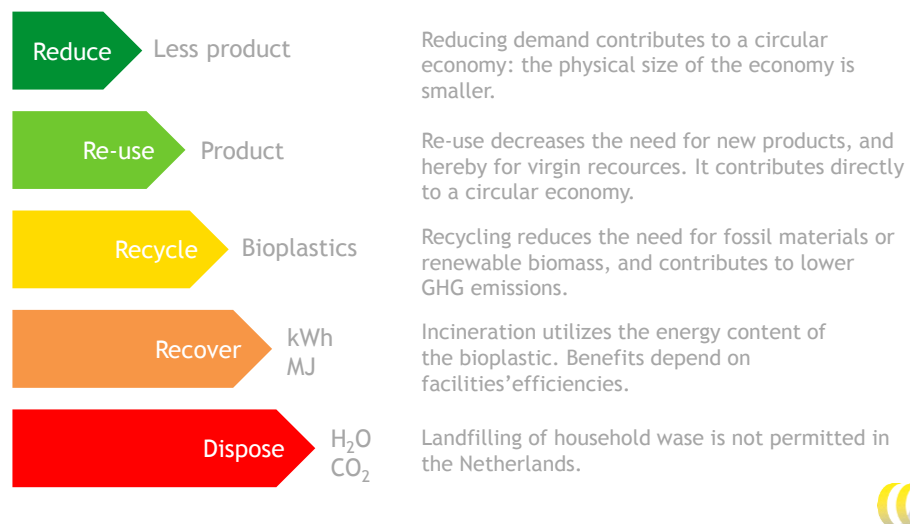 Reduce
Less product
Reducing demand contributes to a circular
economy: the physical size of the economy is
smaller.
Re-use
Product
Re-use decreases the need for new products, and
hereby for virgin recources. It contributes directly
to a circular economy.
Recycle
Bioplastics
Recycling reduces the need for fossil materials or
renewable biomass, and contributes to lower
GHG emissions.
Recover
kWh
MJ
Incineration utilizes the energy content of
the bioplastic. Benefits depend on
facilities’efficiencies.
Dispose
H₂O
CO₂
Landfilling of household wase is not permitted in
the Netherlands.